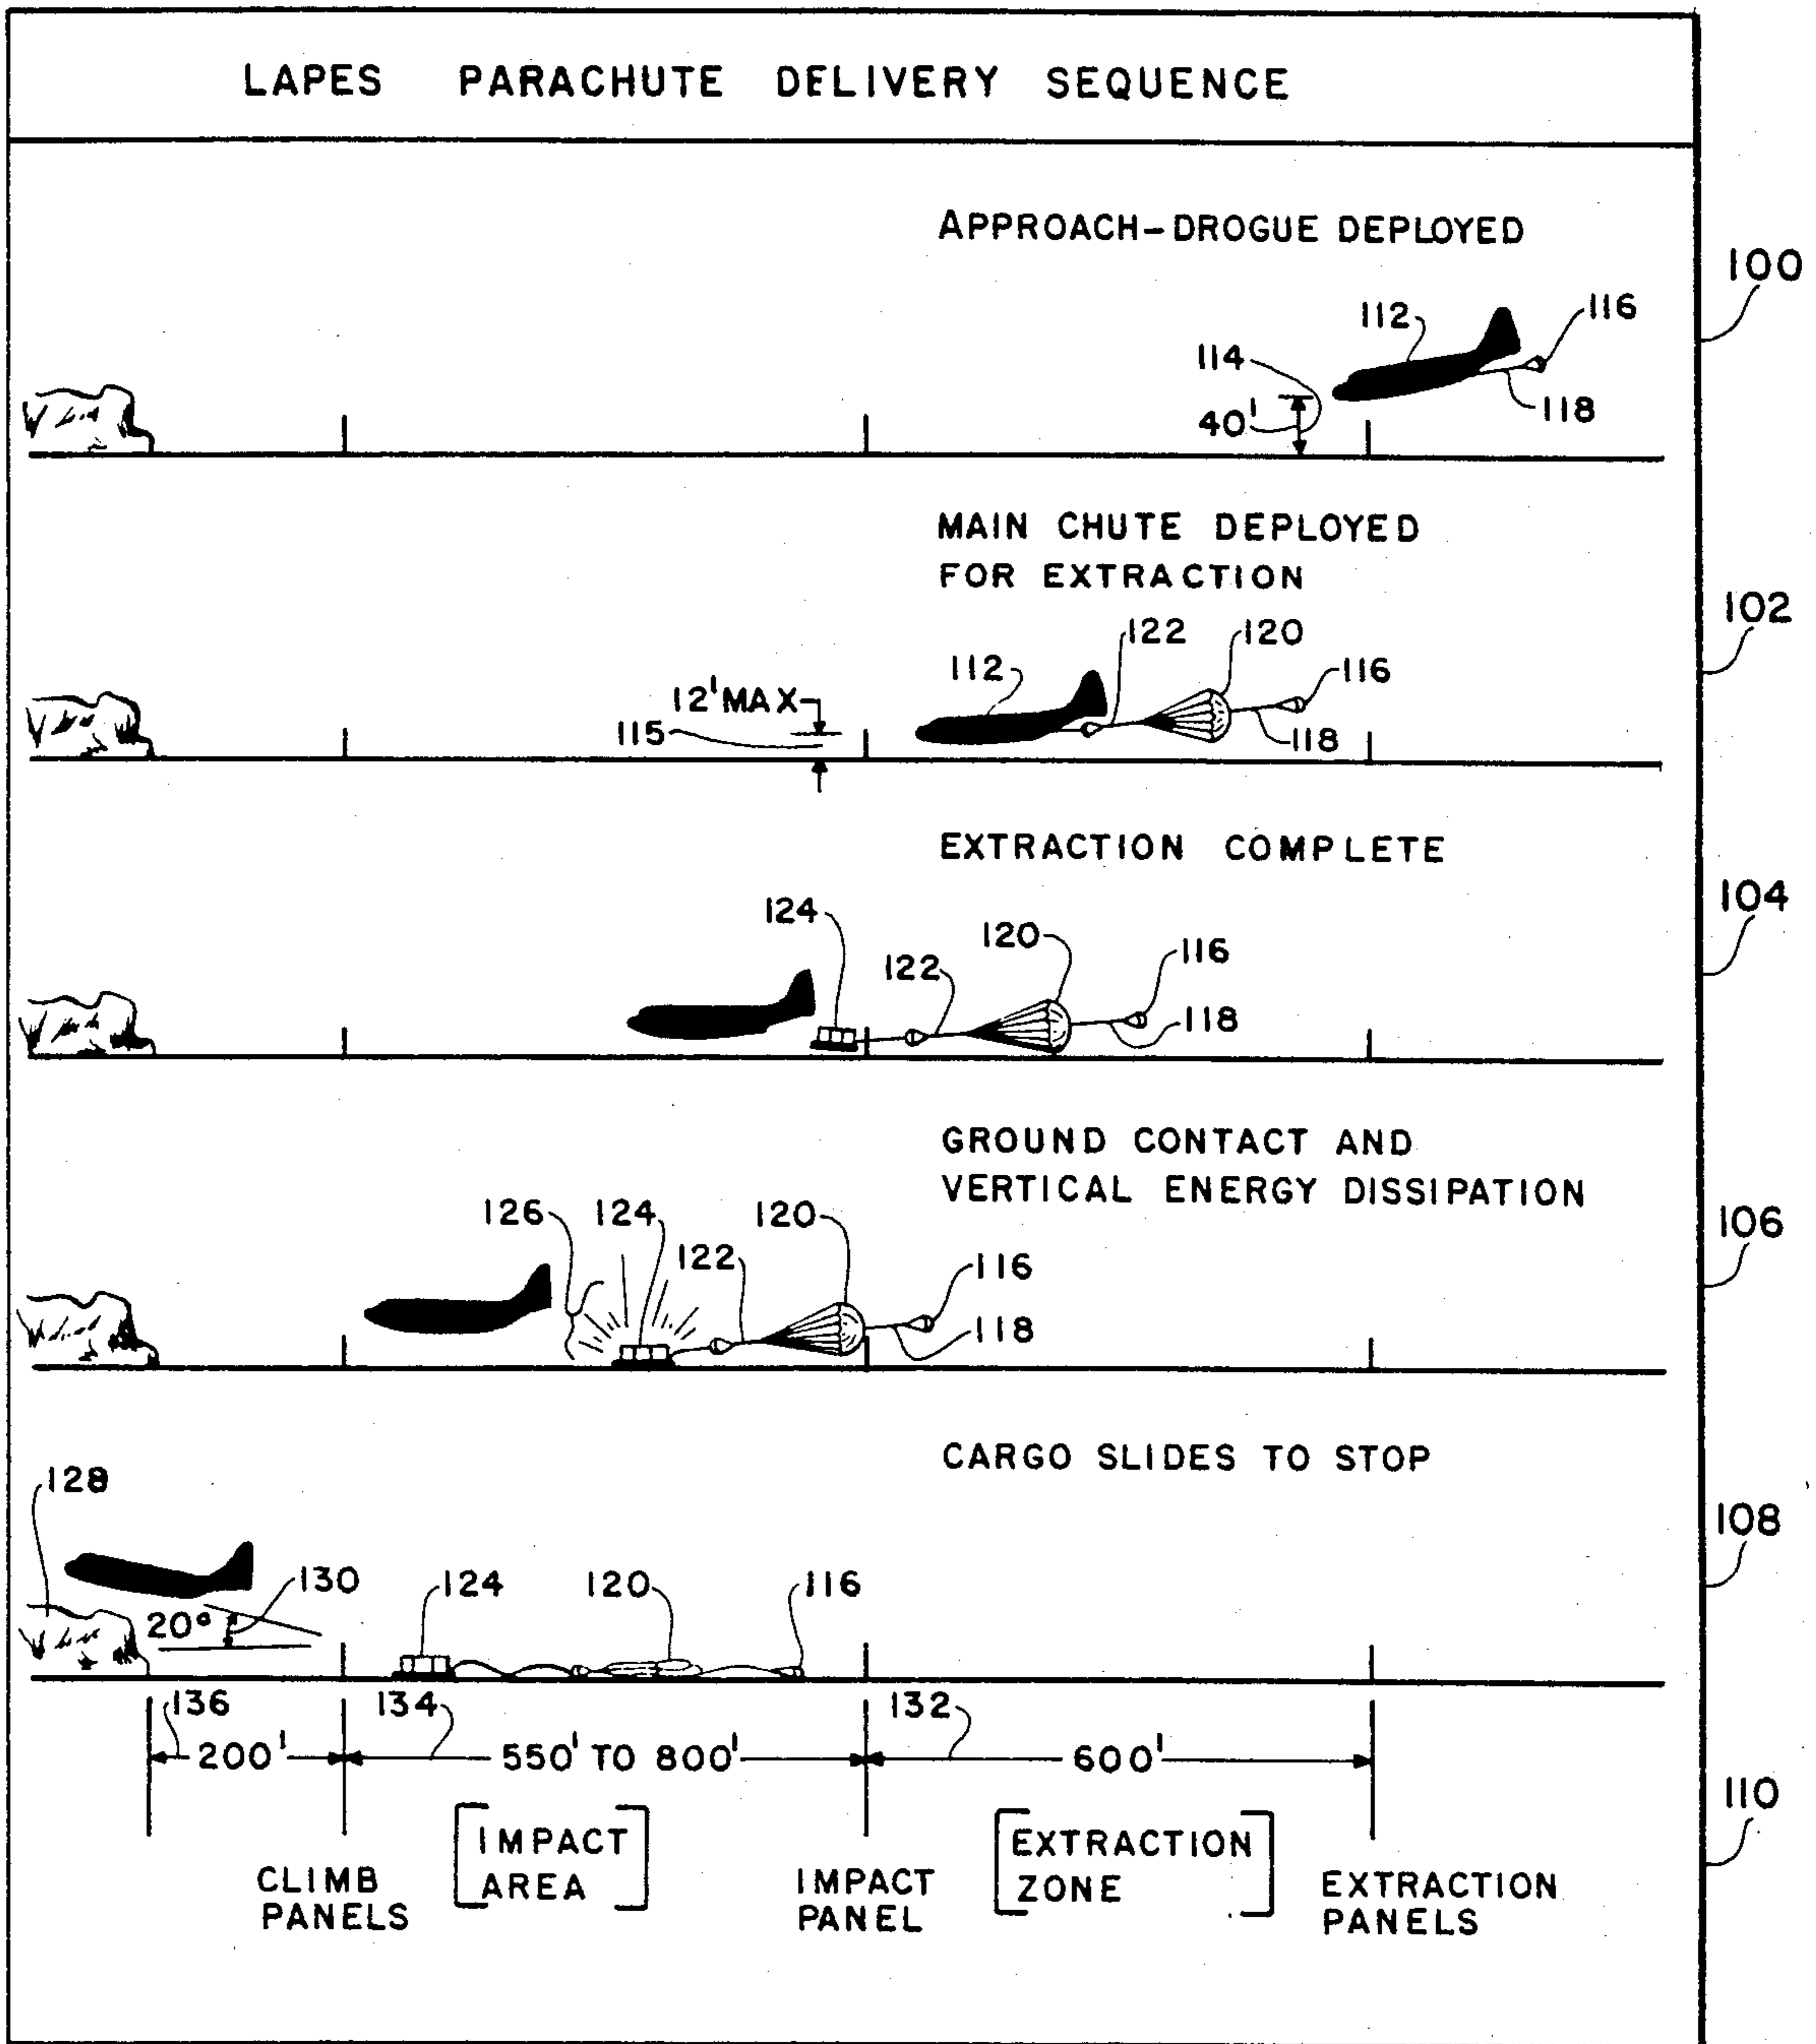 LAPES PARACHUTE DELIVERY SEQUENCE
APPROACH-DROGUE DEPLOYED
100
112
116
114
40'
118
MAIN CHUTE DEPLOYED
FOR EXTRACTION
102
122
120
112
116
12' MAX
115
118
EXTRACTION COMPLETE
104
124
120
116
122
118
GROUND CONTACT AND
VERTICAL ENERGY DISSIPATION
106
126
124
120
122
116
118
CARGO SLIDES TO STOP
108
128
130
124
120
116
20°
136
134
132
200'
550' TO 800'
600'
110
[IMPACT
AREA]
[EXTRACTION
ZONE]
CLIMB
PANELS
IMPACT
PANEL
EXTRACTION
PANELS